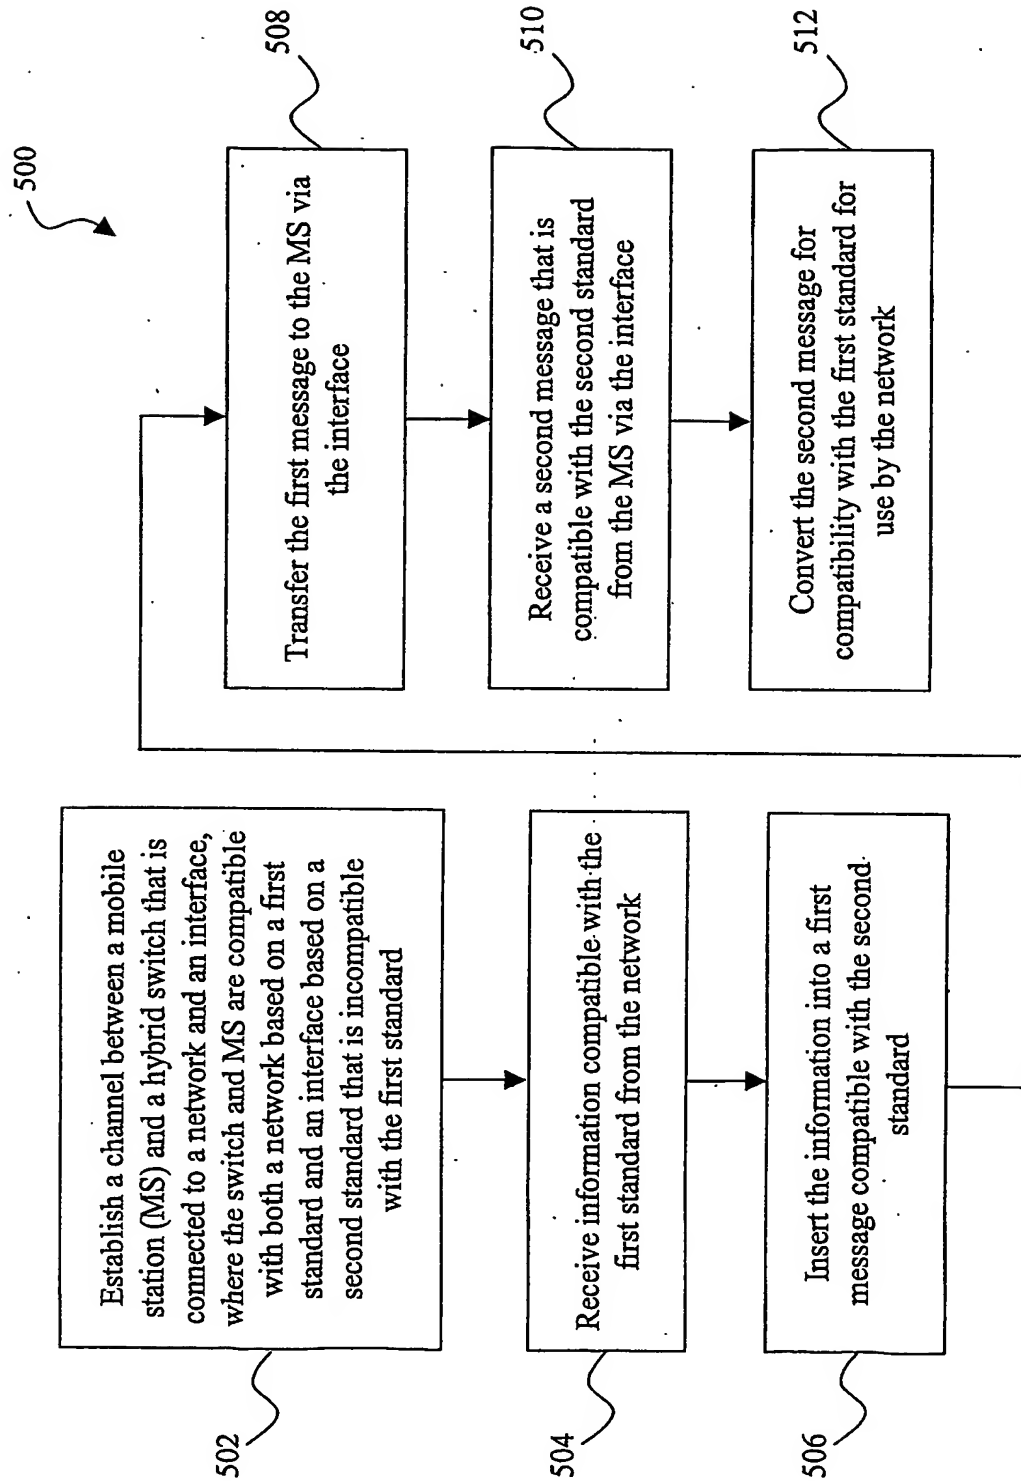 500
502
Establish a channel between a mobile
station (MS) and a hybrid switch that is
connected to a network and an interface,
where the switch and MS are compatible
with both a network based on a first
standard and an interface based on a
second standard that is incompatible
with the first standard
504
Receive information compatible with the
first standard from the network
506
Insert the information into a first
message compatible with the second
standard
508
Transfer the first message to the MS via
the interface
510
Receive a second message that is
compatible with the second standard
from the MS via the interface
512
Convert the second message for
compatibility with the first standard for
use by the network